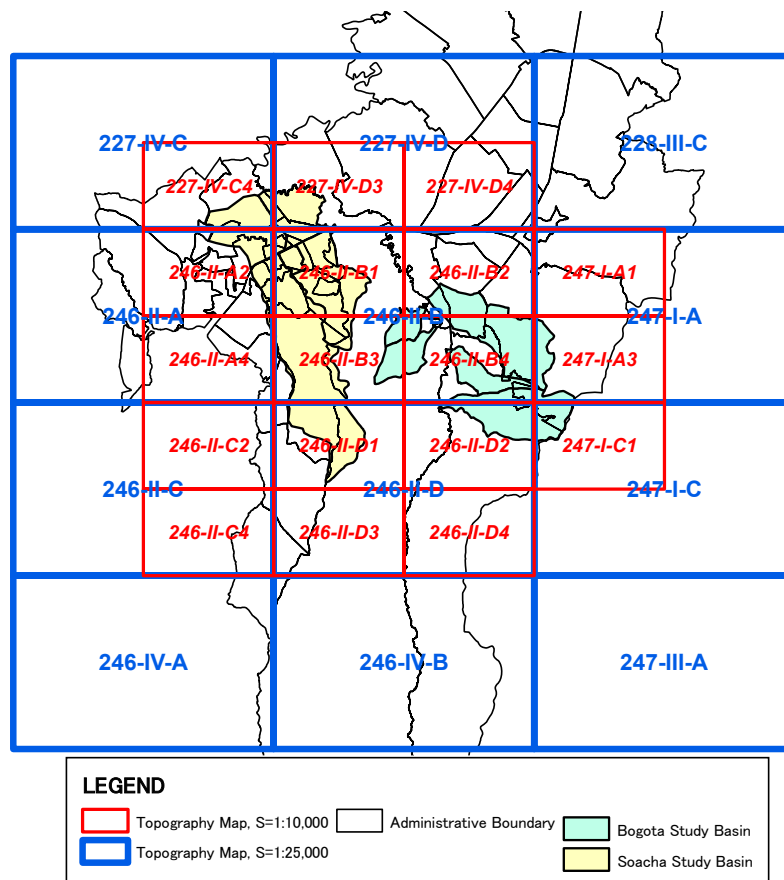 227-IV-C 227-IV-D 228-III-C
227-IV-C4 227-IV-D3 227-IV-D4
246-II-A2 246-II-B1 246-II-B2 247-I-A1
246-II-A 246-II-B 247-I-A
246-II-A4 246-II-B3 246-II-B4 247-I-A3
246-II-C2 246-II-D1 246-II-D2 247-I-C1
246-II-C 246-II-D 247-I-C
246-II-C4 246-II-D3 246-II-D4
246-IV-A 246-IV-B 247-III-A
LEGEND
Topography Map, S=1:10,000 Administrative Boundary Bogota Study Basin
Topography Map, S=1:25,000 Soacha Study Basin